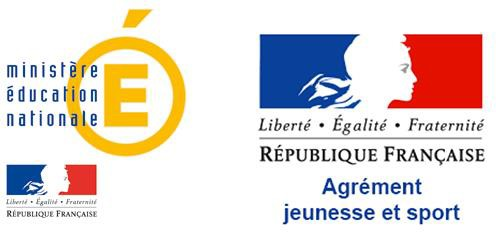 ministère
éducation
nationale
É
Liberté • Égalité • Fraternité
RÉPUBLIQUE FRANÇAISE
Liberté • Égalité • Fraternité
RÉPUBLIQUE FRANÇAISE
Agrément
jeunesse et sport